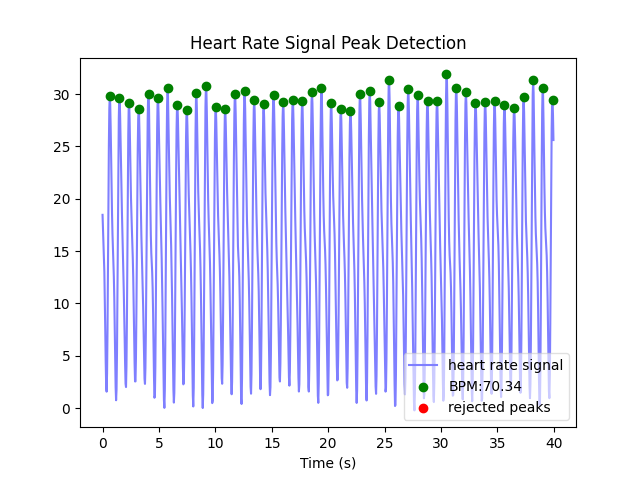 Heart Rate Signal Peak Detection
30
25
20
15
10
5
0
heart rate signal
BPM:70.34
rejected peaks
0 5 10 15 20 25 30 35 40
Time (s)